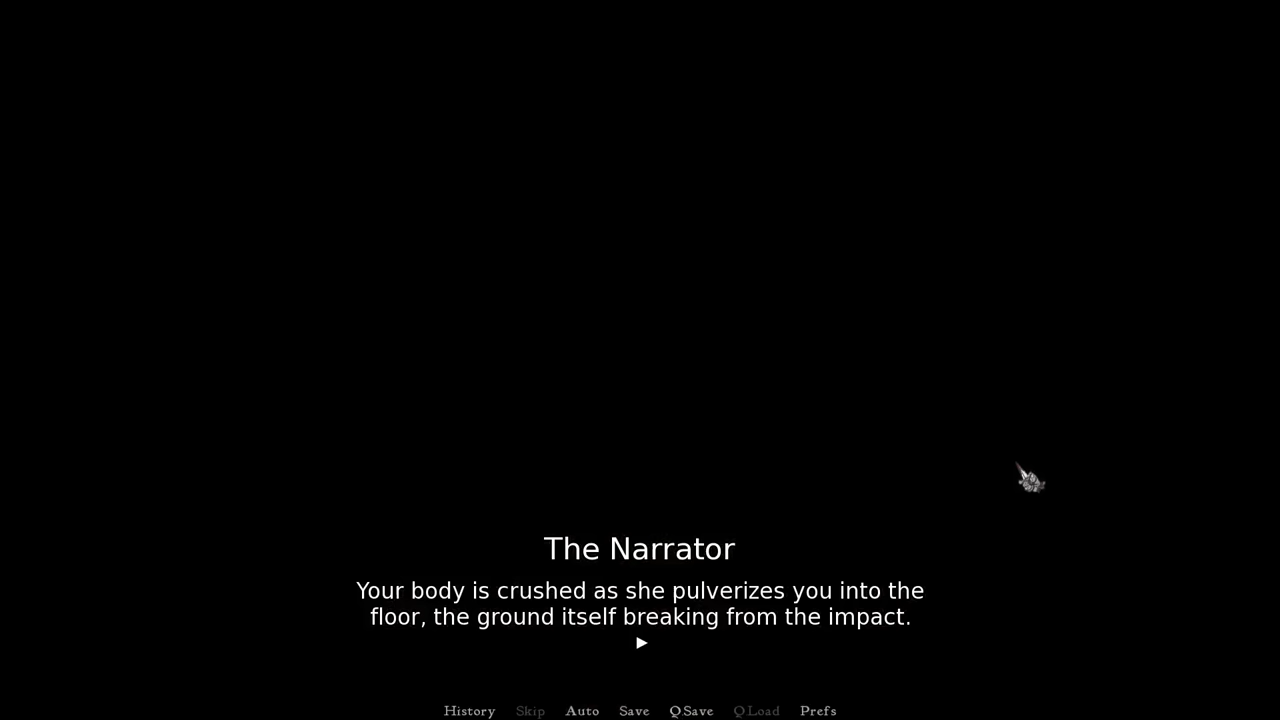 The Narrator
Your body is crushed as she pulverizes you into the
floor, the ground itself breaking from the impact.
History Skip Auto Save Q.Save Q.Load Prefs